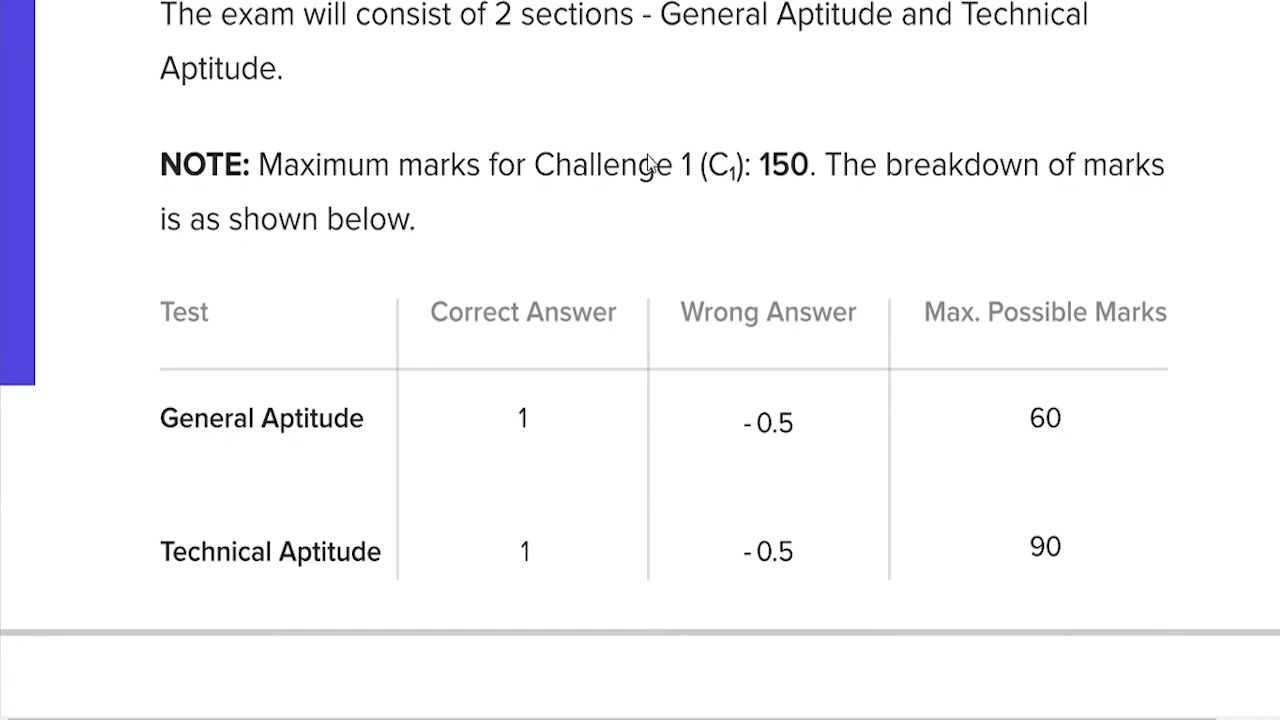 The exam will consist of 2 sections - General Aptitude and Technical
Aptitude.
NOTE: Maximum marks for Challenge 1 (C₁): 150. The breakdown of marks
is as shown below.
Test Correct Answer Wrong Answer Max. Possible Marks
General Aptitude 1 - 0.5 60
Technical Aptitude 1 - 0.5 90